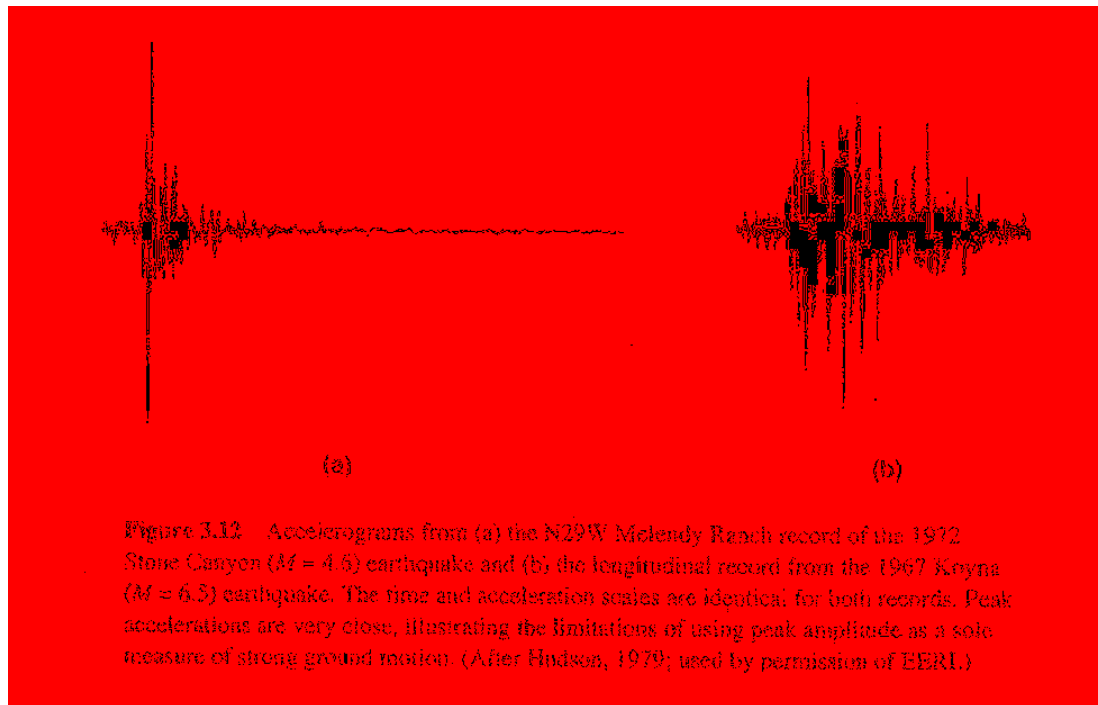 (a)
(b)
Figure 3.12 Accelerograms from (a) the N29W Melendy Ranch record of the 1972
Stone Canyon (M = 4.6) earthquake and (b) the longitudinal record from the 1967 Koyna
(M = 6.5) earthquake. The time and acceleration scales are identical for both records. Peak
accelerations are very close, illustrating the limitations of using peak amplitude as a sole
measure of strong ground motion. (After Hudson, 1979; used by permission of EERI.)